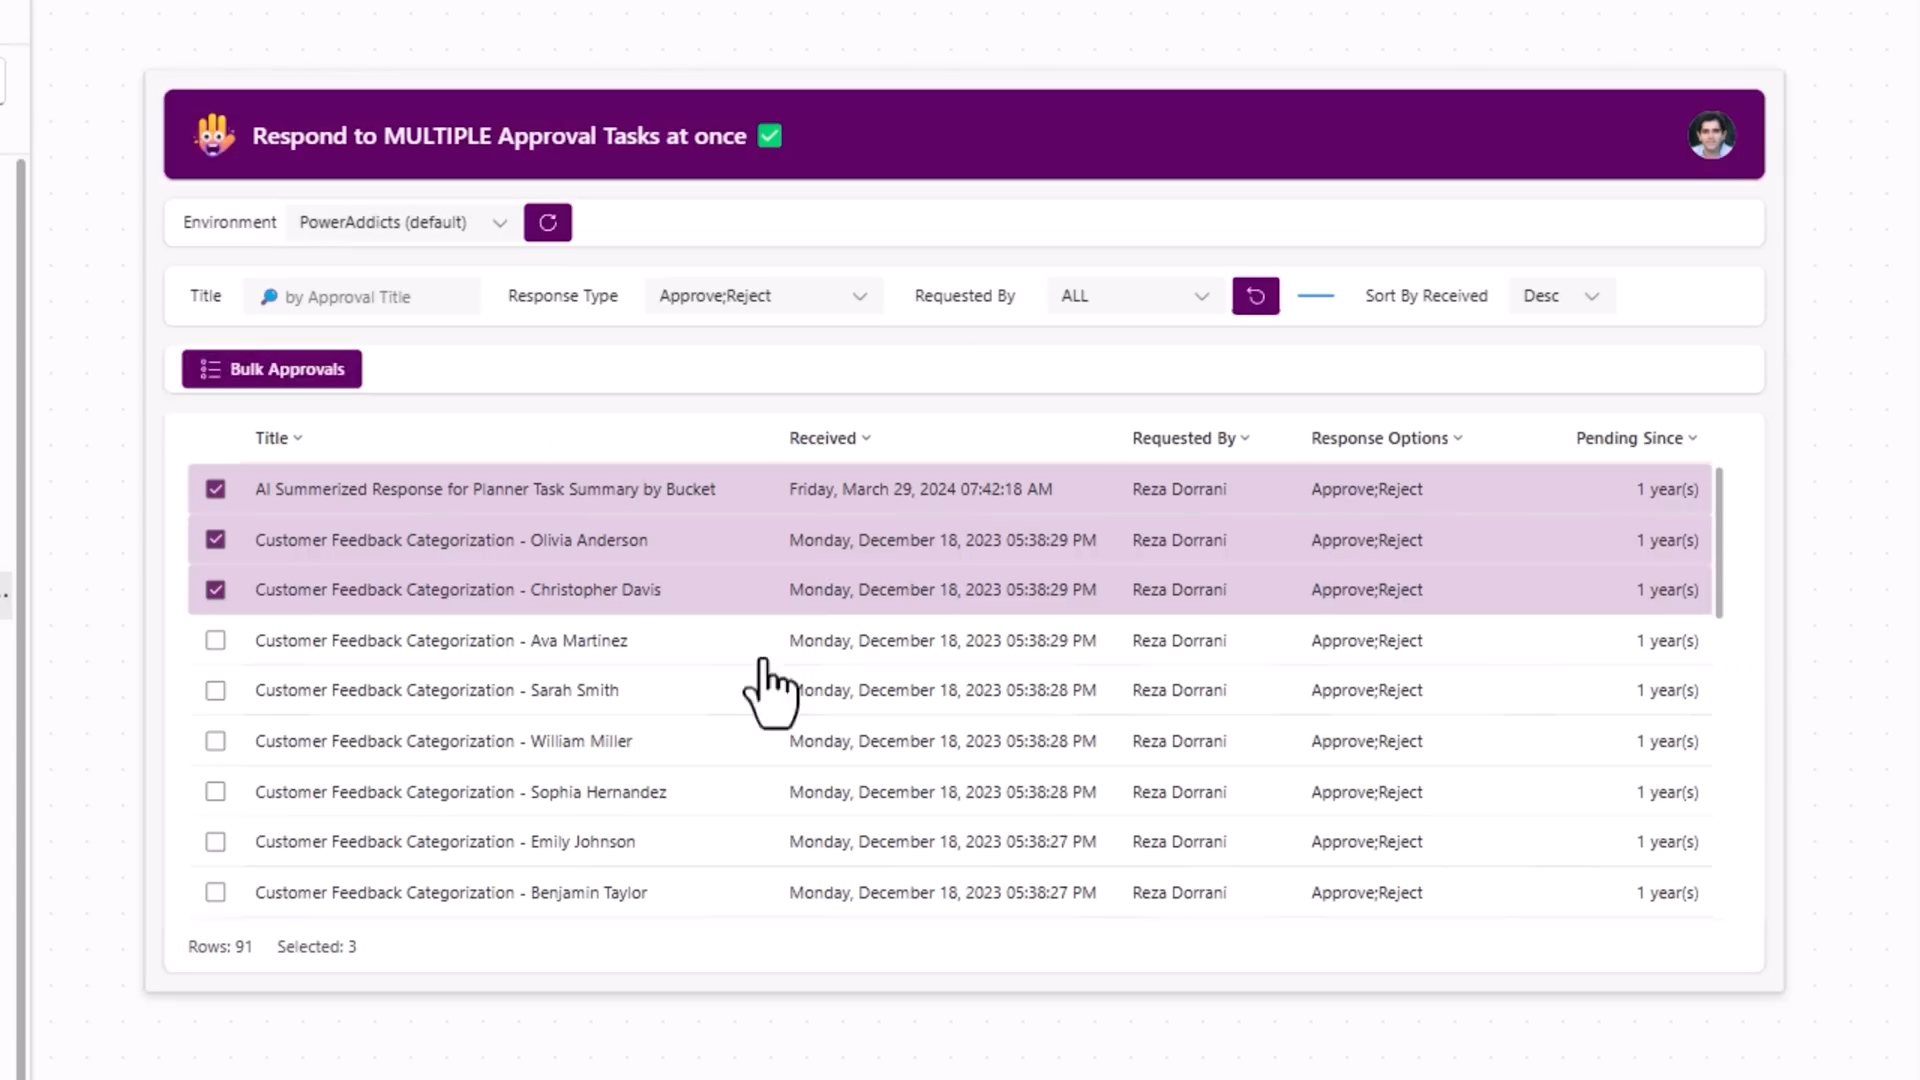 Respond to MULTIPLE Approval Tasks at once ✅
Environment PowerAddicts (default)
Title by Approval Title Response Type Approve;Reject Requested By ALL Sort By Received Desc
Bulk Approvals
Title Received Requested By Response Options Pending Since
AI Summerized Response for Planner Task Summary by Bucket Friday, March 29, 2024 07:42:18 AM Reza Dorrani Approve;Reject 1 year(s)
Customer Feedback Categorization - Olivia Anderson Monday, December 18, 2023 05:38:29 PM Reza Dorrani Approve;Reject 1 year(s)
Customer Feedback Categorization - Christopher Davis Monday, December 18, 2023 05:38:29 PM Reza Dorrani Approve;Reject 1 year(s)
Customer Feedback Categorization - Ava Martinez Monday, December 18, 2023 05:38:29 PM Reza Dorrani Approve;Reject 1 year(s)
Customer Feedback Categorization - Sarah Smith Monday, December 18, 2023 05:38:28 PM Reza Dorrani Approve;Reject 1 year(s)
Customer Feedback Categorization - William Miller Monday, December 18, 2023 05:38:28 PM Reza Dorrani Approve;Reject 1 year(s)
Customer Feedback Categorization - Sophia Hernandez Monday, December 18, 2023 05:38:28 PM Reza Dorrani Approve;Reject 1 year(s)
Customer Feedback Categorization - Emily Johnson Monday, December 18, 2023 05:38:27 PM Reza Dorrani Approve;Reject 1 year(s)
Customer Feedback Categorization - Benjamin Taylor Monday, December 18, 2023 05:38:27 PM Reza Dorrani Approve;Reject 1 year(s)
Rows: 91 Selected: 3